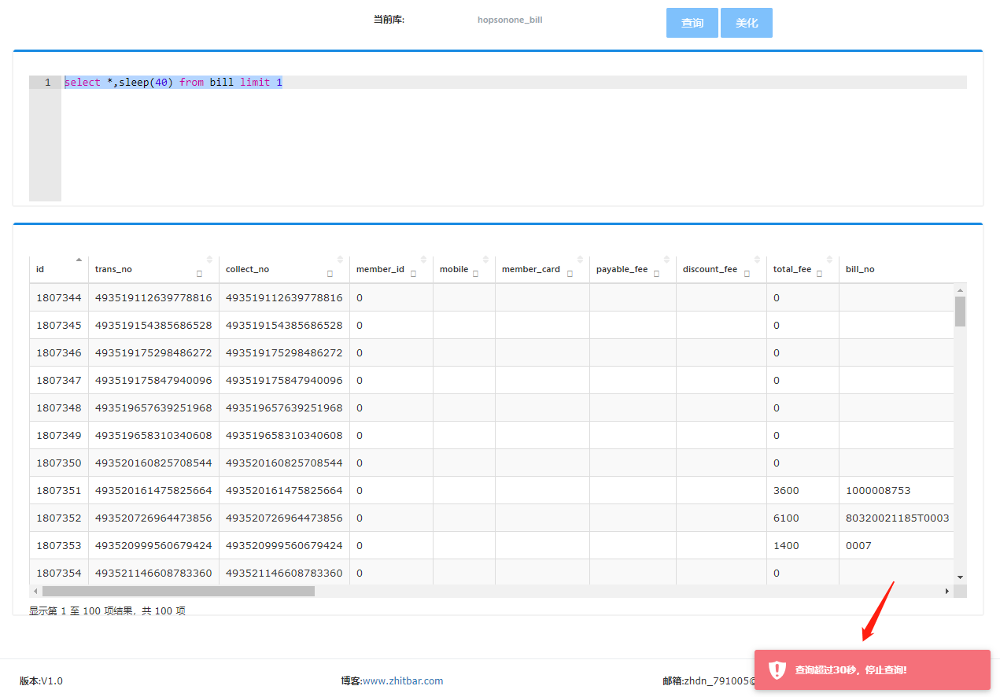 当前库: hopsonone_bill 查询 美化
1 select *,sleep(40) from bill limit 1
id trans_no collect_no member_id mobile member_card payable_fee discount_fee total_fee bill_no
1807344 493519112639778816 493519112639778816 0 0
1807345 493519154385686528 493519154385686528 0 0
1807346 493519175298486272 493519175298486272 0 0
1807347 493519175847940096 493519175847940096 0 0
1807348 493519657639251968 493519657639251968 0 0
1807349 493519658310340608 493519658310340608 0 0
1807350 493520160825708544 493520160825708544 0 0
1807351 493520161475825664 493520161475825664 0 3600 1000008753
1807352 493520726964473856 493520726964473856 0 6100 80320021185T0003
1807353 493520999560679424 493520999560679424 0 1400 0007
1807354 493521146608783360 493521146608783360 0 0
显示第 1 至 100 项结果，共 100 项
查询超过30秒，停止查询!
版本:V1.0 博客:www.zhitbar.com 邮箱:zhdn_791005@